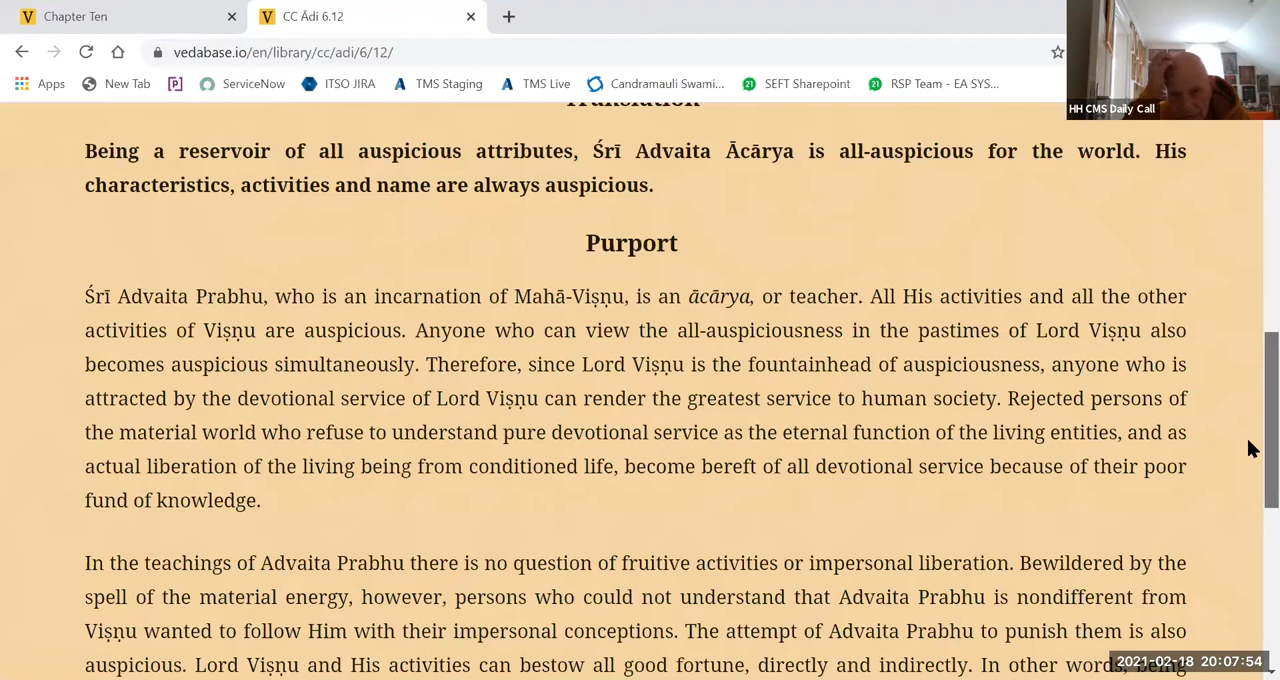 Chapter Ten
CC Ādi 6.12
vedabase.io/en/library/cc/adi/6/12/
Apps New Tab ServiceNow ITSO JIRA TMS Staging TMS Live Candramauli Swami... SEFT Sharepoint RSP Team - EA SYS...
HH CMS Daily Call
Translation
Being a reservoir of all auspicious attributes, Śrī Advaita Ācārya is all-auspicious for the world. His
characteristics, activities and name are always auspicious.
Purport
Śrī Advaita Prabhu, who is an incarnation of Mahā-Viṣṇu, is an ācārya, or teacher. All His activities and all the other
activities of Viṣṇu are auspicious. Anyone who can view the all-auspiciousness in the pastimes of Lord Viṣṇu also
becomes auspicious simultaneously. Therefore, since Lord Viṣṇu is the fountainhead of auspiciousness, anyone who is
attracted by the devotional service of Lord Viṣṇu can render the greatest service to human society. Rejected persons of
the material world who refuse to understand pure devotional service as the eternal function of the living entities, and as
actual liberation of the living being from conditioned life, become bereft of all devotional service because of their poor
fund of knowledge.
In the teachings of Advaita Prabhu there is no question of fruitive activities or impersonal liberation. Bewildered by the
spell of the material energy, however, persons who could not understand that Advaita Prabhu is nondifferent from
Viṣṇu wanted to follow Him with their impersonal conceptions. The attempt of Advaita Prabhu to punish them is also
auspicious. Lord Viṣṇu and His activities can bestow all good fortune, directly and indirectly. In other words, being
2021-02-18 20:07:54